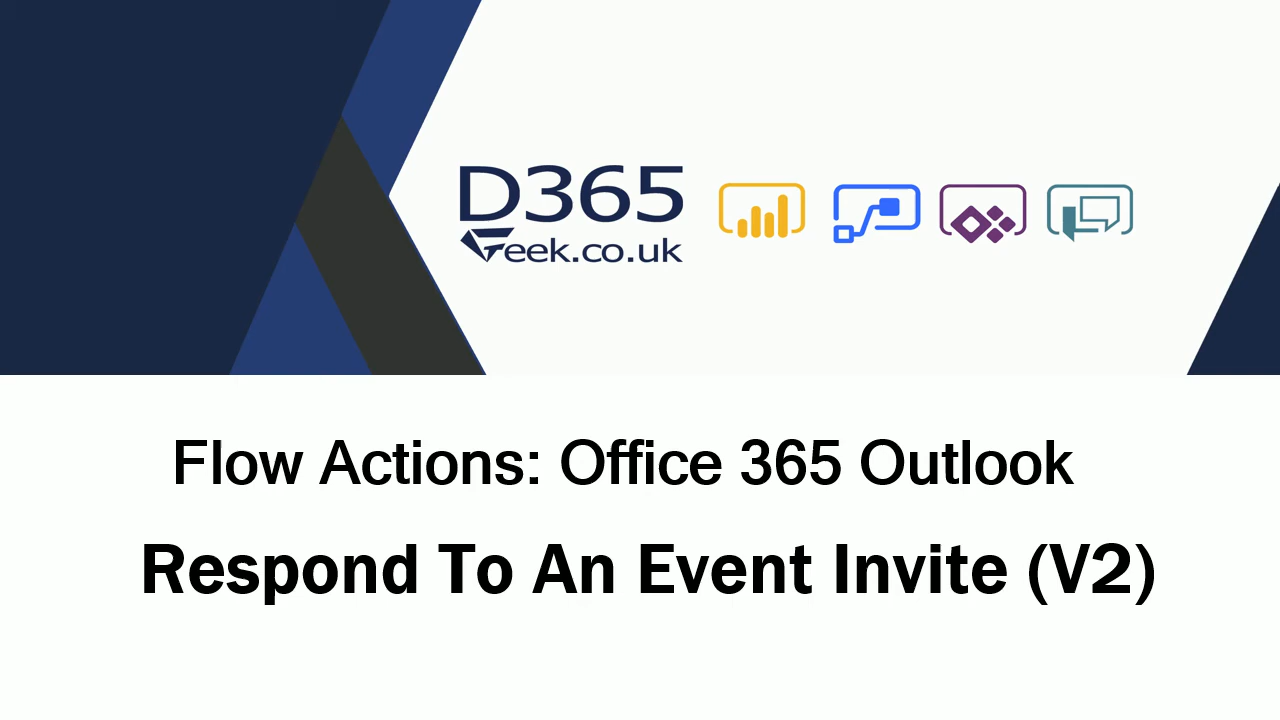 D365
Geek.co.uk
Flow Actions: Office 365 Outlook
Respond To An Event Invite (V2)